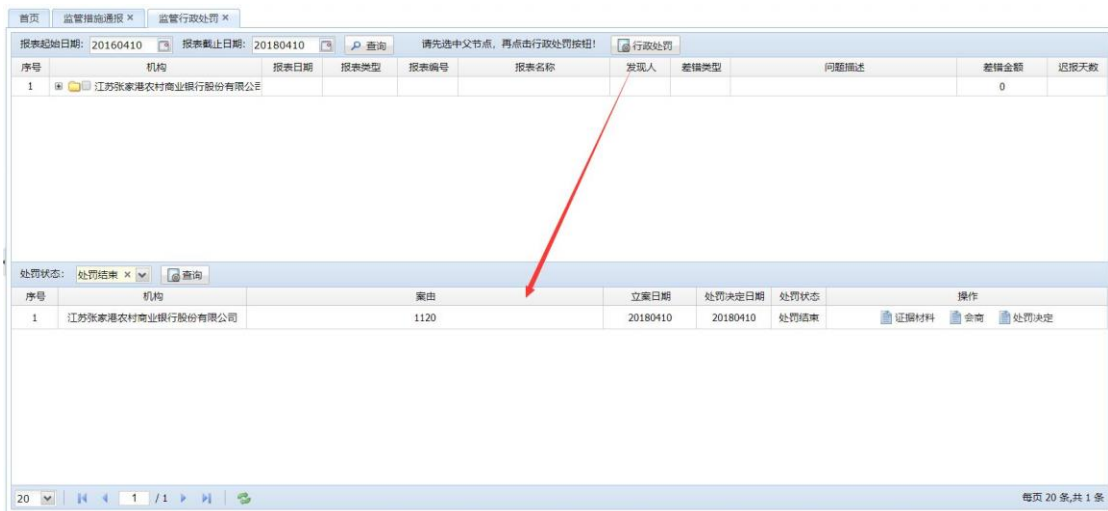 首页 监管措施通报 × 监管行政处罚 ×
报表起始日期: 20160410 报表截止日期: 20180410 查询 请先选中父节点，再点击行政处罚按钮！ 行政处罚
序号 机构 报表日期 报表类型 报表编号 报表名称 发现人 差错类型 问题描述 差错金额 迟报天数
1 江苏张家港农村商业银行股份有限公司 0
处罚状态: 处罚结束 × 查询
序号 机构 案由 立案日期 处罚决定日期 处罚状态 操作
1 江苏张家港农村商业银行股份有限公司 1120 20180410 20180410 处罚结束 证据材料 会商 处罚决定
20 1 /1 每页 20 条,共 1 条